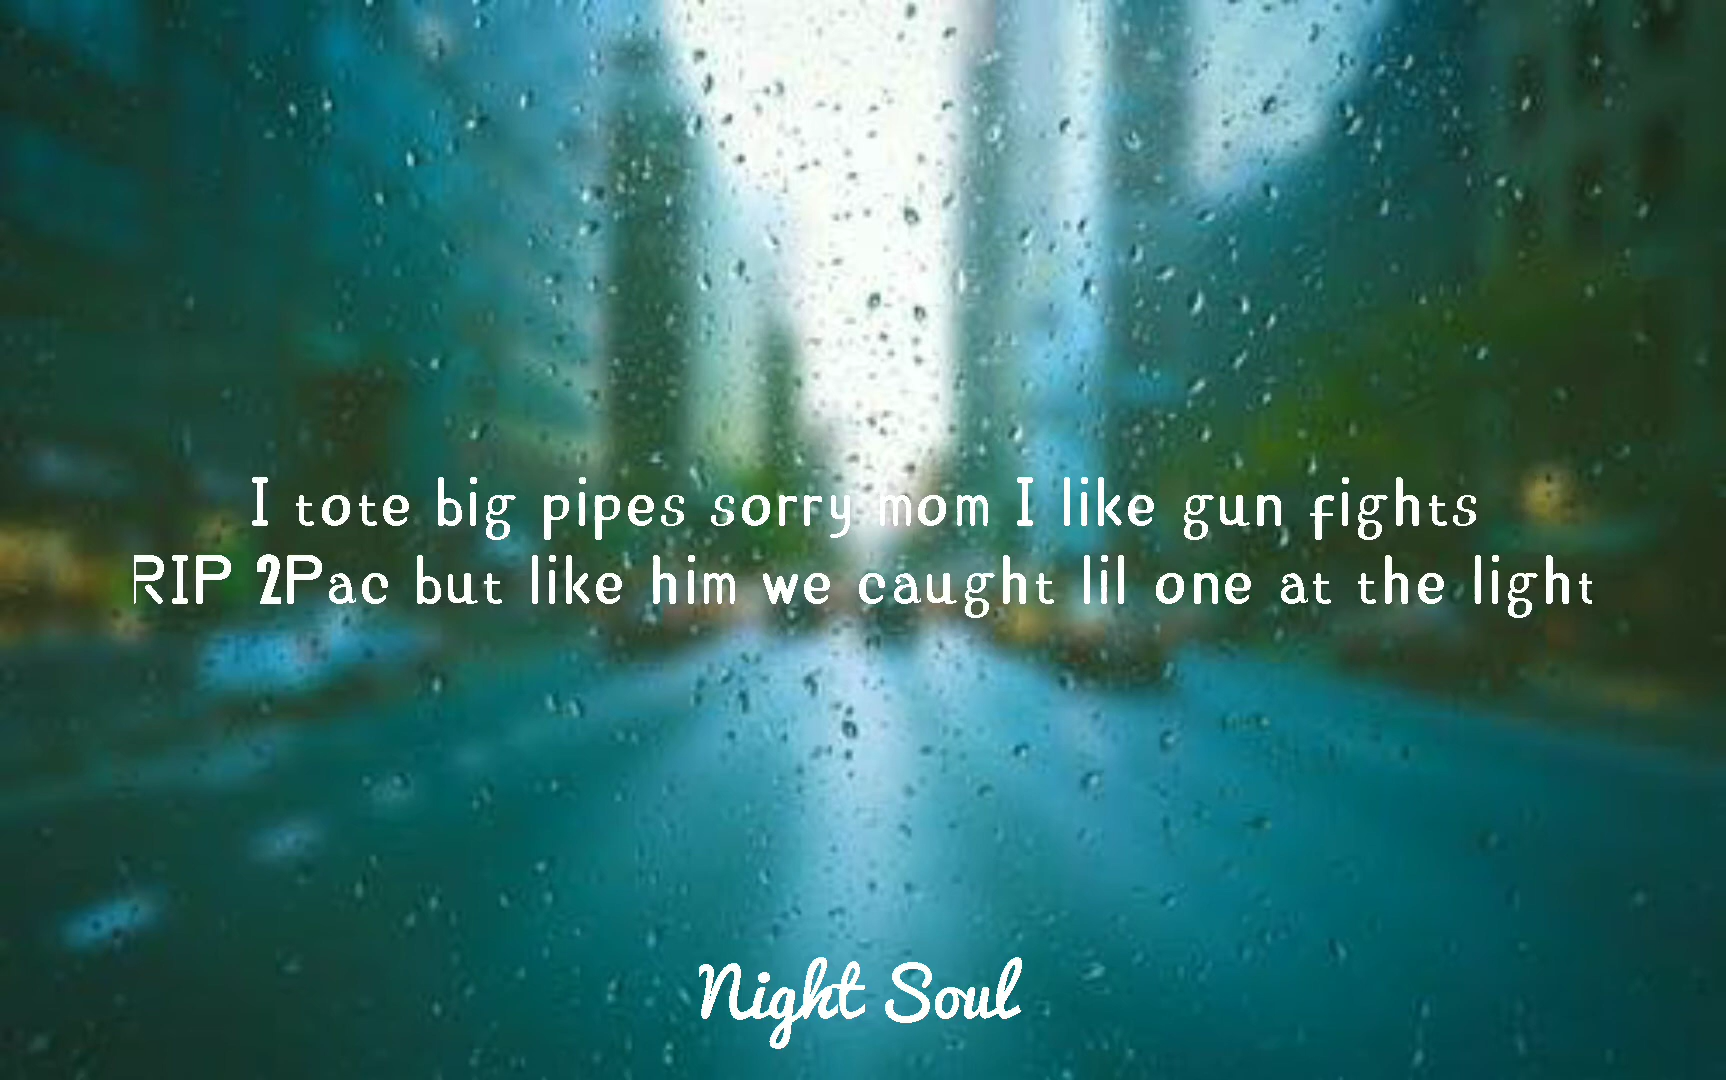 I tote big pipes sorry mom I like gun fights
RIP 2Pac but like him we caught lil one at the light
Night Soul